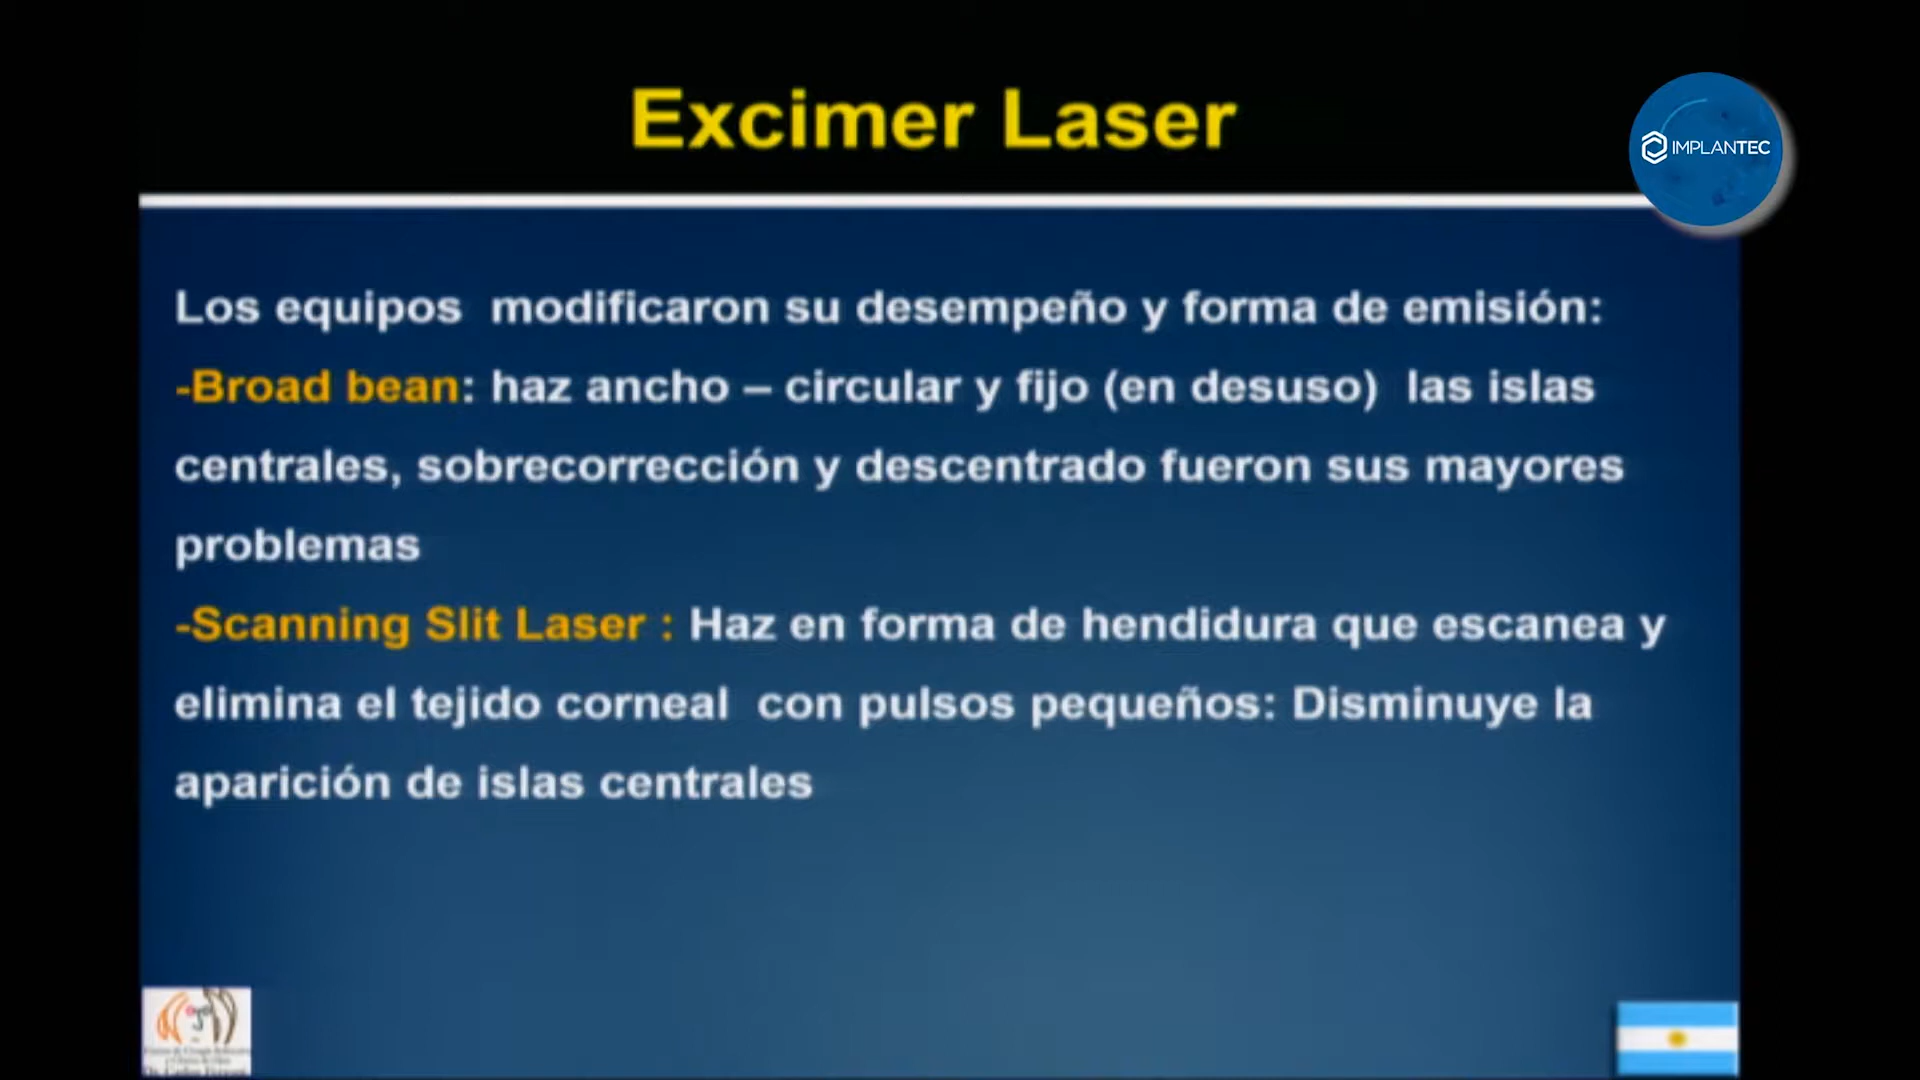 Excimer Laser
IMPLANTEC
Los equipos modificaron su desempeño y forma de emisión:
-Broad bean: haz ancho – circular y fijo (en desuso) las islas
centrales, sobrecorrección y descentrado fueron sus mayores
problemas
-Scanning Slit Laser : Haz en forma de hendidura que escanea y
elimina el tejido corneal con pulsos pequeños: Disminuye la
aparición de islas centrales